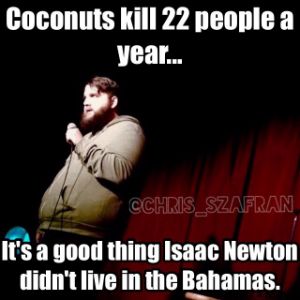 Coconuts kill 22 people a
year...
@CHRIS_SZAFRAN
It's a good thing Isaac Newton
didn't live in the Bahamas.